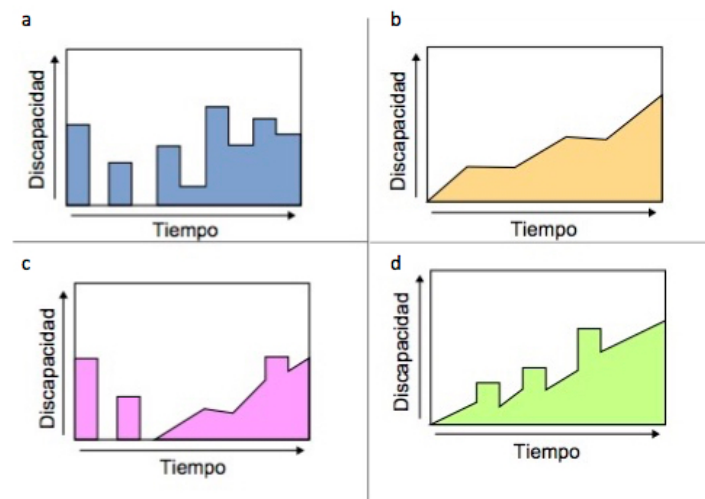 a
Discapacidad
Tiempo
b
Discapacidad
Tiempo
c
Discapacidad
Tiempo
d
Discapacidad
Tiempo